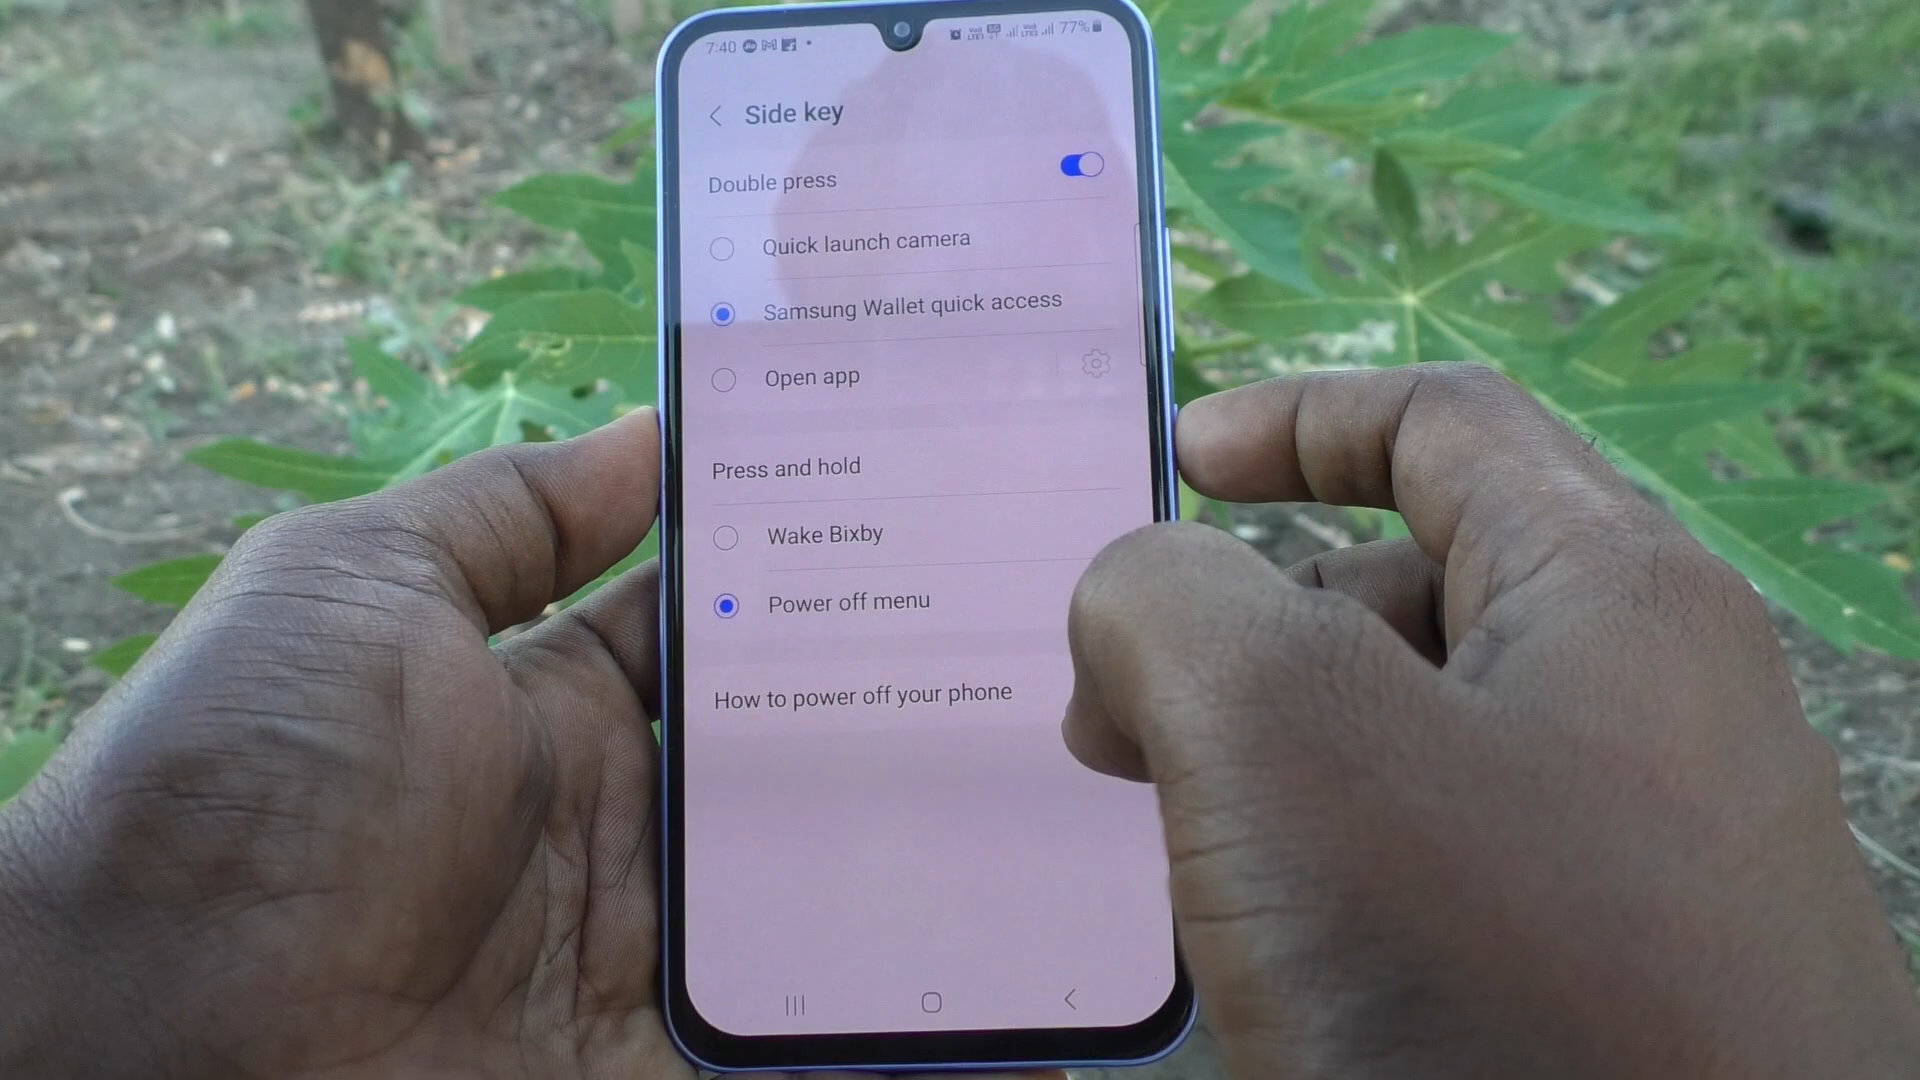 7:40 77%
Side key
Double press
Quick launch camera
Samsung Wallet quick access
Open app
Press and hold
Wake Bixby
Power off menu
How to power off your phone